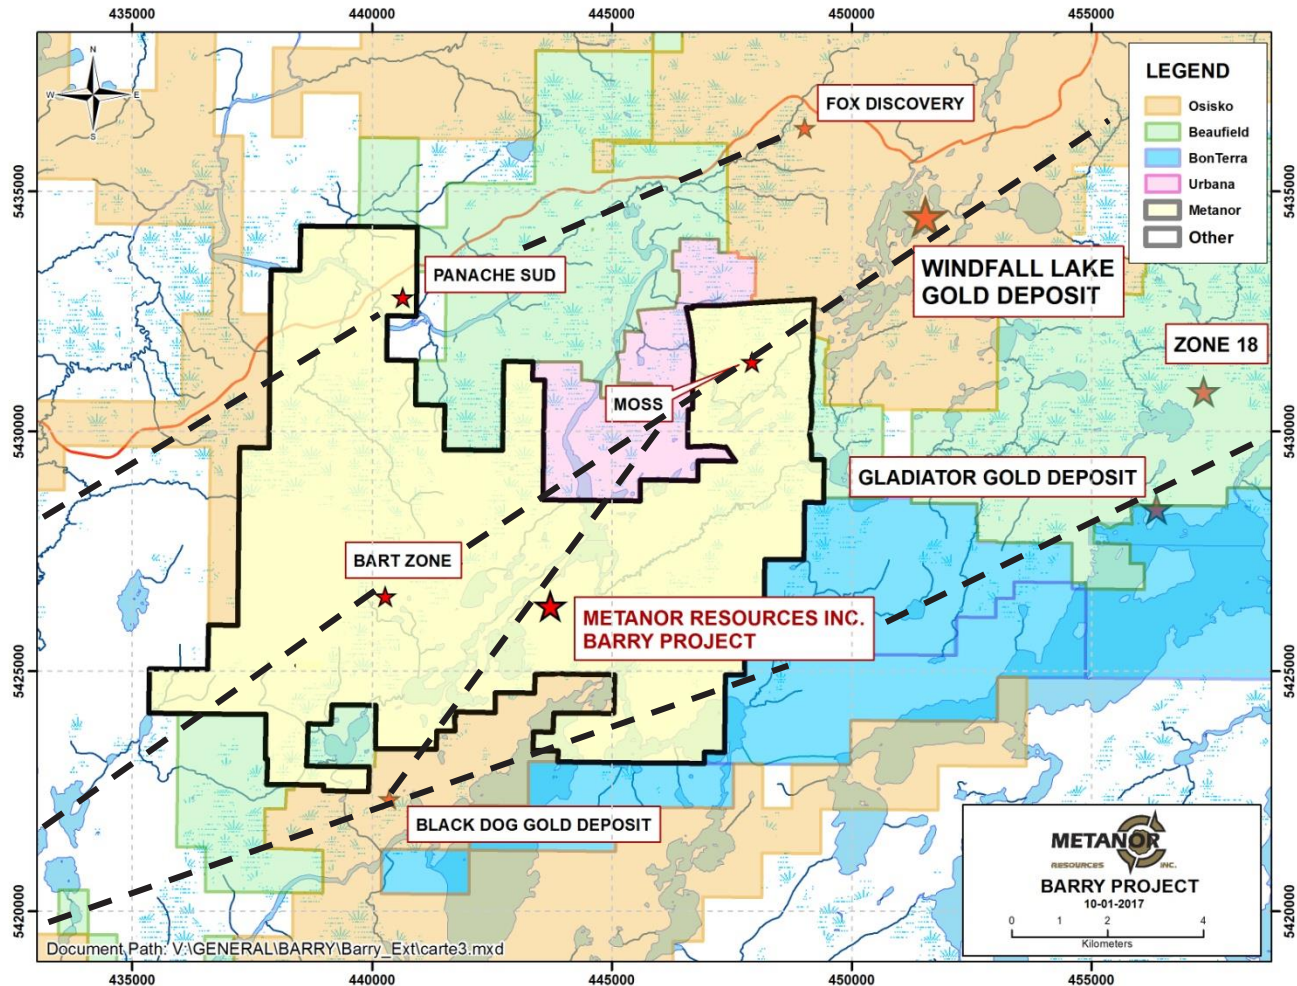 435000
440000
445000
450000
455000
N
W
E
S
LEGEND
Osisko
Beaufield
BonTerra
Urbana
Metanor
Other
FOX DISCOVERY
5435000
5435000
PANACHE SUD
WINDFALL LAKE
GOLD DEPOSIT
ZONE 18
MOSS
5430000
5430000
GLADIATOR GOLD DEPOSIT
BART ZONE
METANOR RESOURCES INC.
BARRY PROJECT
5425000
5425000
BLACK DOG GOLD DEPOSIT
METANOR
RESOURCES INC.
BARRY PROJECT
10-01-2017
0 1 2 4
Kilometers
5420000
5420000
Document Path: V:\GENERAL\BARRY\Barry_Ext\carte3.mxd
435000
440000
445000
450000
455000